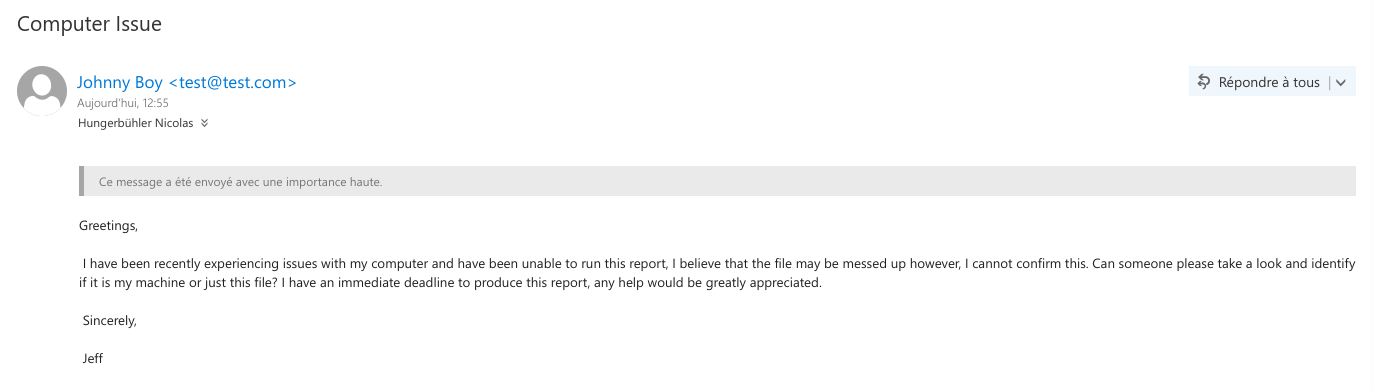 Computer Issue
Johnny Boy <test@test.com>
Répondre à tous
Aujourd'hui, 12:55
Hungerbühler Nicolas
Ce message a été envoyé avec une importance haute.
Greetings,
I have been recently experiencing issues with my computer and have been unable to run this report, I believe that the file may be messed up however, I cannot confirm this. Can someone please take a look and identify
if it is my machine or just this file? I have an immediate deadline to produce this report, any help would be greatly appreciated.
Sincerely,
Jeff